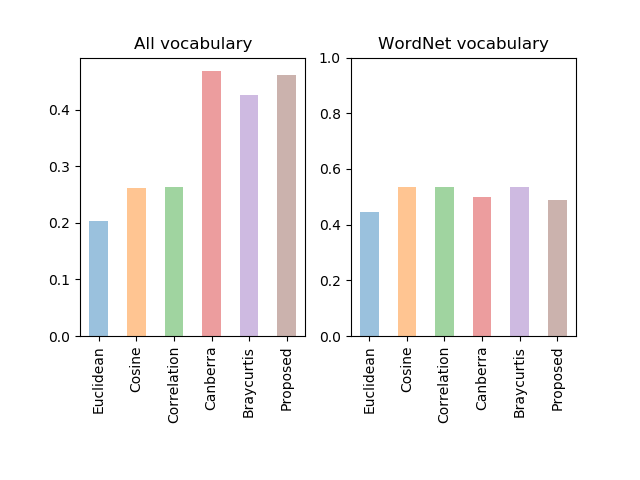 All vocabulary
0.4
0.3
0.2
0.1
0.0
Euclidean
Cosine
Correlation
Canberra
Braycurtis
Proposed
WordNet vocabulary
1.0
0.8
0.6
0.4
0.2
0.0
Euclidean
Cosine
Correlation
Canberra
Braycurtis
Proposed